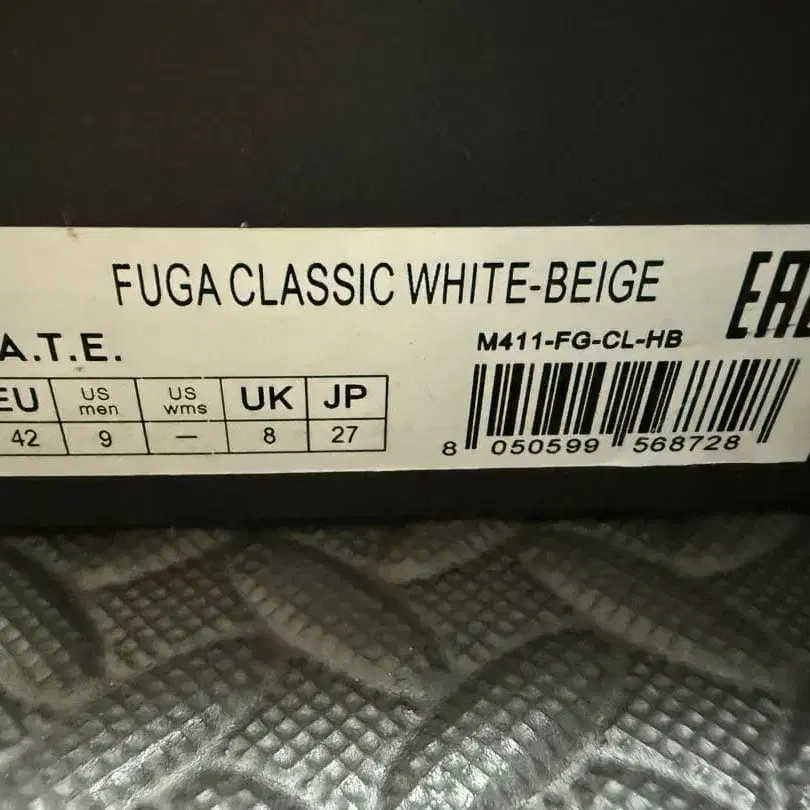 FUGA CLASSIC WHITE-BEIGE
EAC
A.T.E.
M411-FG-CL-HB
EU US men US wms UK JP
42 9 — 8 27
8 050599 568728